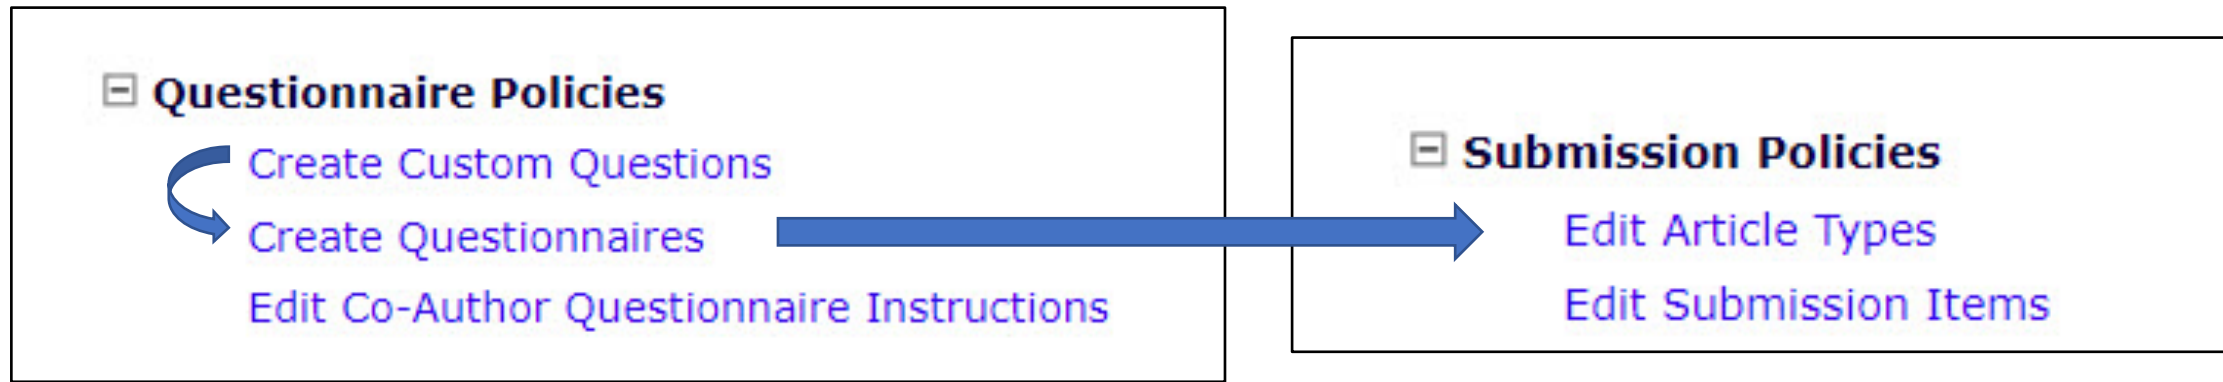 Questionnaire Policies
Create Custom Questions
Create Questionnaires
Edit Co-Author Questionnaire Instructions
Submission Policies
Edit Article Types
Edit Submission Items